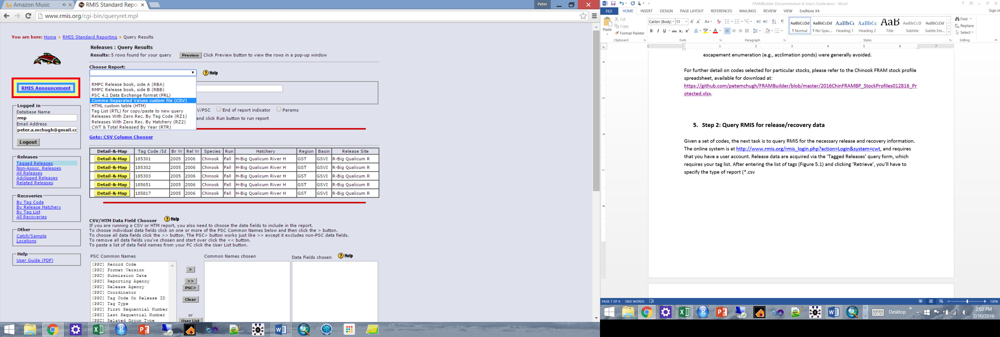 Amazon Music
RMIS Standard Repo
Peter
www.rmis.org/cgi-bin/queryret.mpl
You are here: Home RMIS Standard Reporting Query Results
RMIS Announcement
Logged in
Database Name
rrep
Email Address
peter.a.mchugh@gmail.cc
Logout
Releases
Tagged Releases
Non-Assoc. Releases
All Releases
Adclipped Releases
Related Releases
Recoveries
By Tag Code
By Release Hatchery
By Tag List
All Recoveries
Other
Catch/Sample
Locations
Help
User Guide (PDF)
Releases : Query Results
Results: 5 rows found for your query Preview Click Preview button to view the rows in a pop-up window
Choose Report:
? Help
RMPC Release book, side A (RBA)
RMPC Release book, side B (RBB)
PSC 4.1 Data Exchange format (PRL)
Comma-Separated Values custom file (CSV)
HTML custom table (HTM)
Tag List (RTL) for copy/paste to new query
Releases With Zero Rec. By Tag Code (RZ1)
Releases With Zero Rec. By Hatchery (RZ2)
CWT & Total Released By Year (RTR)
V/PSC End of report indicator Params
and click Run button to run report
Goto: CSV Column Chooser
Detail-&-Map Tag Code /Id Br Yr Rel Yr Species Run Hatchery Region Basin Release Site
Detail-&-Map 185301 2005 2006 Chinook Fall H-Big Qualicum River H GST GSVI R-Big Qualicum R
Detail-&-Map 185302 2005 2006 Chinook Fall H-Big Qualicum River H GST GSVI R-Big Qualicum R
Detail-&-Map 185303 2005 2006 Chinook Fall H-Big Qualicum River H GST GSVI R-Big Qualicum R
Detail-&-Map 185651 2005 2006 Chinook Fall H-Big Qualicum River H GST GSVI R-Big Qualicum R
Detail-&-Map 185817 2005 2006 Chinook Fall H-Big Qualicum River H GST GSVI R-Big Qualicum R
CSV/HTM Data Field Chooser ? Help
If you are running a CSV or HTM report, you also need to choose the data fields to include in the report.
To choose individual data fields click on one or more of the PSC Common Names below and then click the > button.
To choose all data fields click the >> button. The PSC> button works just like >> except it excludes non-PSC data fields.
To remove all data fields you've chosen and start over click the << button.
To paste a list of data field names from your PC click the User List button.
PSC Common Names Common Names chosen Data Fields chosen ? Help
[PSC] Record Code
[PSC] Format Version
[PSC] Submission Date
[PSC] Reporting Agency
[PSC] Release Agency
[PSC] Coordinator
[PSC] Tag Code Or Release ID
[PSC] Tag Type
[PSC] First Sequential Number
[PSC] Last Sequential Number
[PSC] Related Group Type
>
>>
PSC>
Clear
or
User List
FRAMBuilder Documentation & User's Guide.docx - Word
FILE HOME INSERT DESIGN PAGE LAYOUT REFERENCES MAILINGS REVIEW VIEW EndNote X4 Sign in
Paste
Cut
Copy
Format Painter
Clipboard
Calibri (Body) 11
Font
Paragraph
AaBbCcDd AaBbCcDd AaBbCc AaBbCc AaB AaBbCcD AaBbCcDd
¶ Normal ¶ No Spac... Heading 1 Heading 2 Title Subtitle Subtle Em...
Styles
Find
Replace
Select
Editing
escapement enumeration (e.g., acclimation ponds) were generally avoided.
For further detail on codes selected for particular stocks, please refer to the Chinook FRAM stock profile
spreadsheet, available for download at:
https://github.com/petemchugh/FRAMBuilder/blob/master/2016ChinFRAMBP_StockProfiles012816_Pr
otected.xlsx.
5. Step 2: Query RMIS for release/recovery data
Given a set of codes, the next task is to query RMIS for the necessary release and recovery information.
The online system is at http://www.rmis.org/rmis_login.php?action=Login&system=cwt, and requires
that you have a user account. Release data are acquired via the ‘Tagged Releases’ query form, which
requires your tag list. After entering the list of tags (Figure 5.1) and clicking ‘Retrieve’, you’ll have to
specify the type of report (*.csv
PAGE 7 OF 9 1803 WORDS 120%
Desktop
2:02 PM
2/10/2016